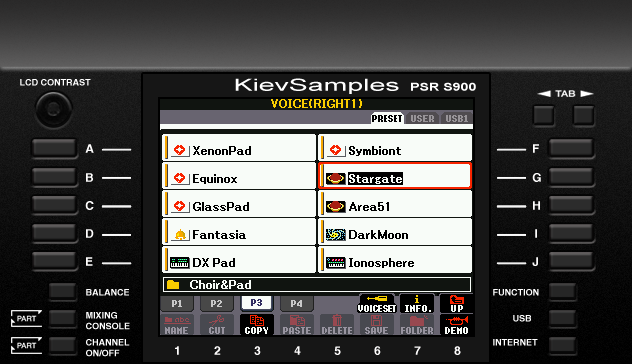 LCD CONTRAST
KievSamples PSR S900
◄ TAB ►
VOICE(RIGHT1)
PRESET USER USB1
A XenonPad Symbiont F
B Equinox Stargate G
C GlassPad Area51 H
D Fantasia DarkMoon I
E DX Pad Ionosphere J
Choir&Pad
BALANCE
FUNCTION
P1 P2 P3 P4 VOICESET INFO. UP
PART MIXING CONSOLE
USB
NAME CUT COPY PASTE DELETE SAVE FOLDER DEMO
PART CHANNEL ON/OFF
INTERNET
1 2 3 4 5 6 7 8